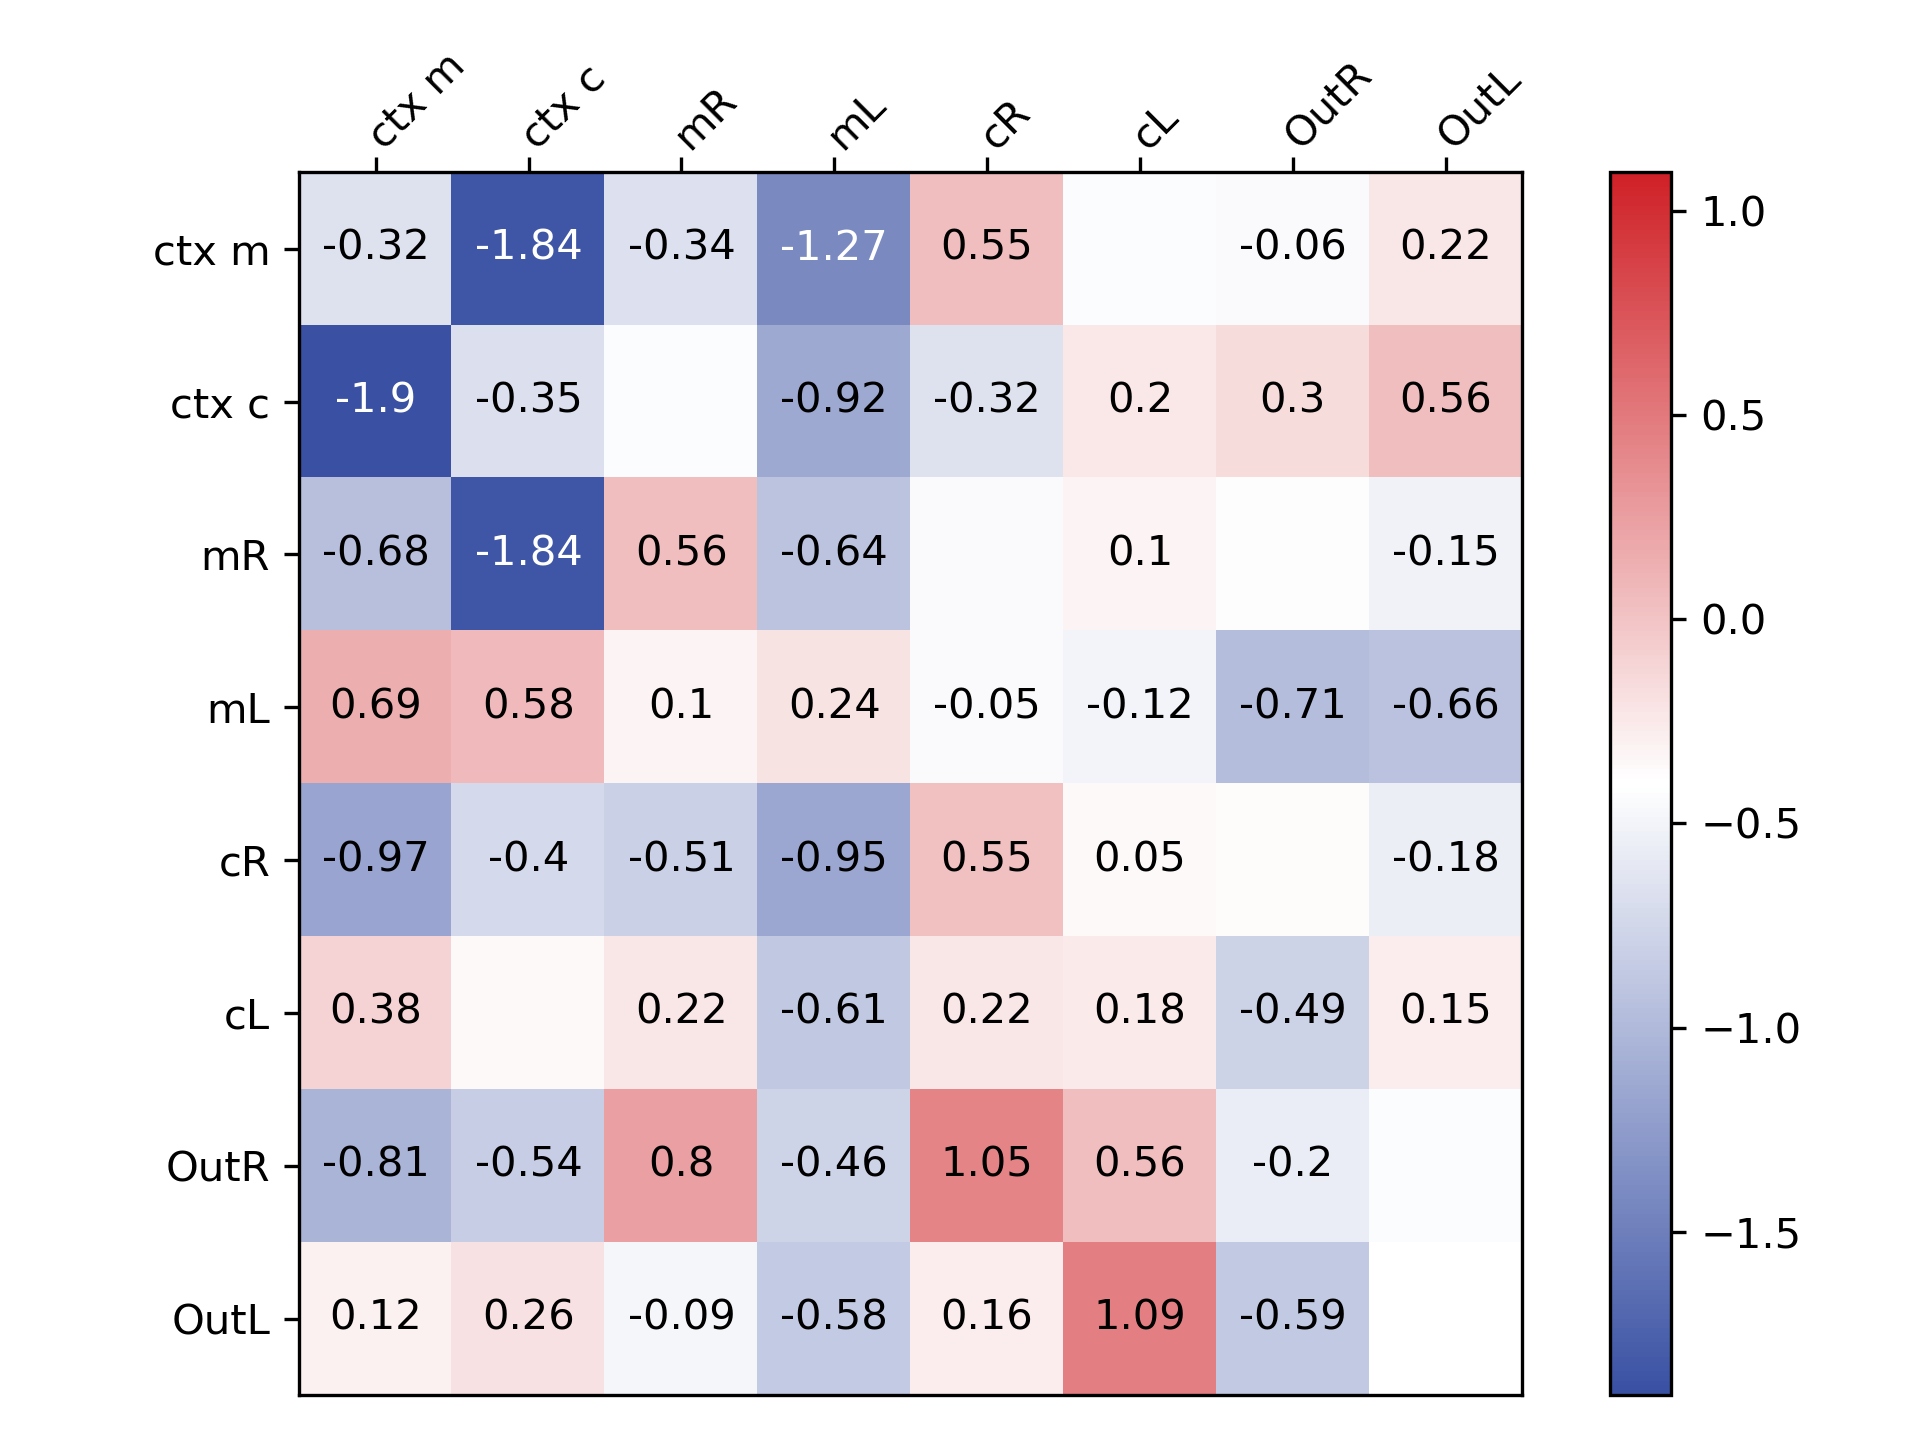 ctx m ctx c mR mL cR cL OutR OutL
ctx m -0.32 -1.84 -0.34 -1.27 0.55 -0.06 0.22
ctx c -1.9 -0.35 -0.92 -0.32 0.2 0.3 0.56
mR -0.68 -1.84 0.56 -0.64 0.1 -0.15
mL 0.69 0.58 0.1 0.24 -0.05 -0.12 -0.71 -0.66
cR -0.97 -0.4 -0.51 -0.95 0.55 0.05 -0.18
cL 0.38 0.22 -0.61 0.22 0.18 -0.49 0.15
OutR -0.81 -0.54 0.8 -0.46 1.05 0.56 -0.2
OutL 0.12 0.26 -0.09 -0.58 0.16 1.09 -0.59
1.0
0.5
0.0
−0.5
−1.0
−1.5